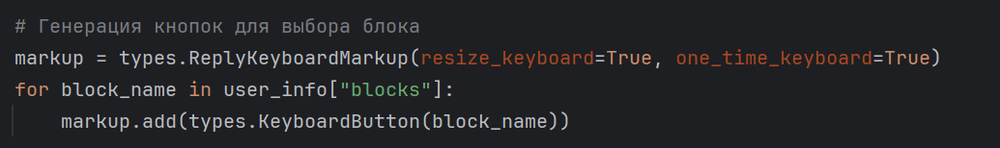 # Генерация кнопок для выбора блока
markup = types.ReplyKeyboardMarkup(resize_keyboard=True, one_time_keyboard=True)
for block_name in user_info["blocks"]:
    markup.add(types.KeyboardButton(block_name))